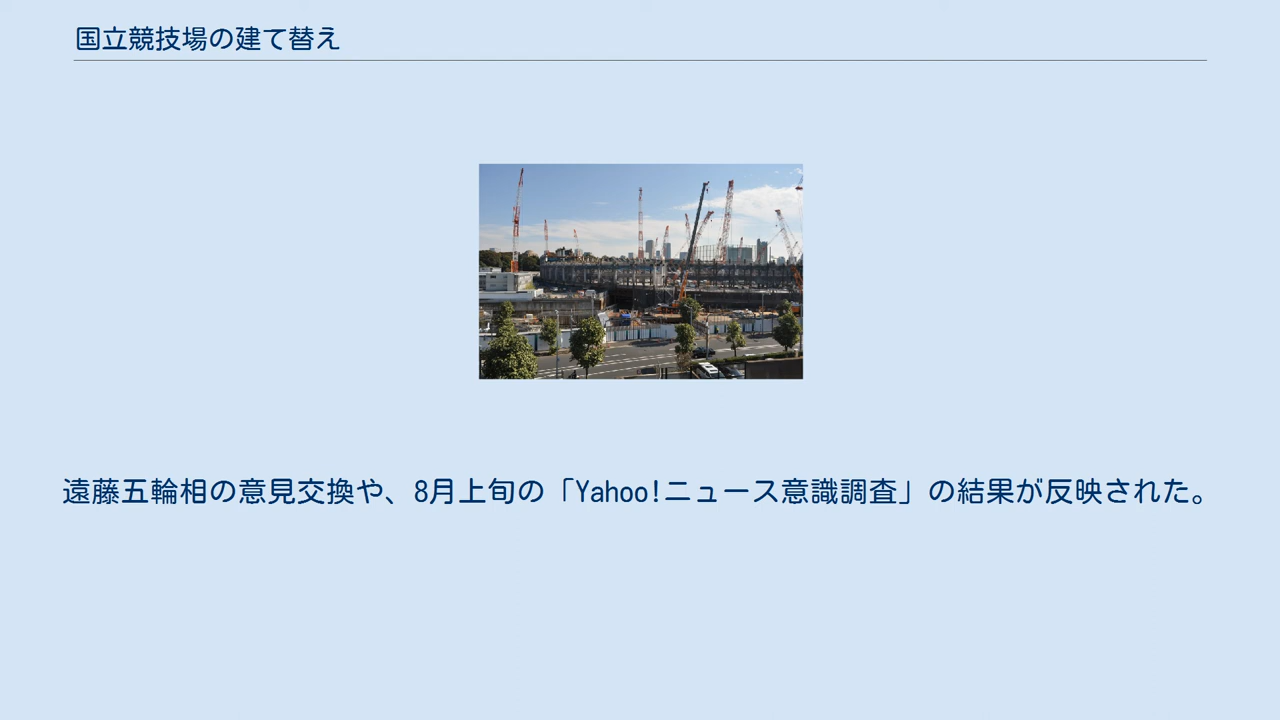 国立競技場の建て替え
遠藤五輪相の意見交換や、8月上旬の「Yahoo!ニュース意識調査」の結果が反映された。